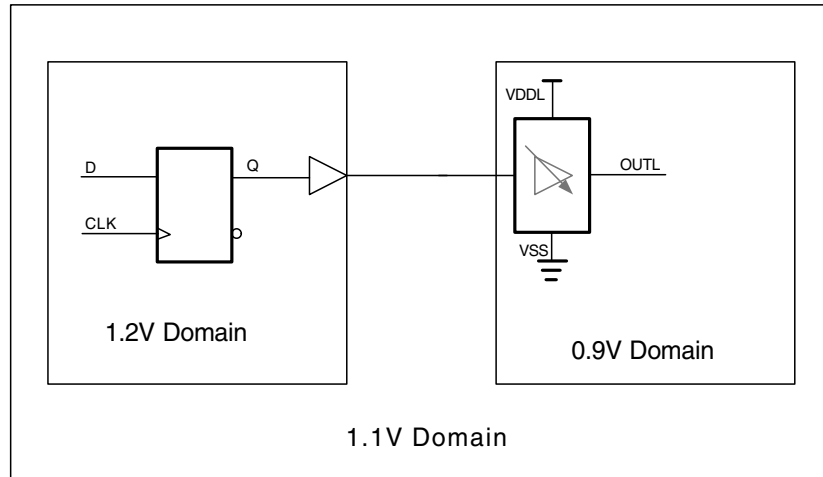 VDDL
D
Q
OUTL
CLK
VSS
1.2V Domain
0.9V Domain
1.1V Domain